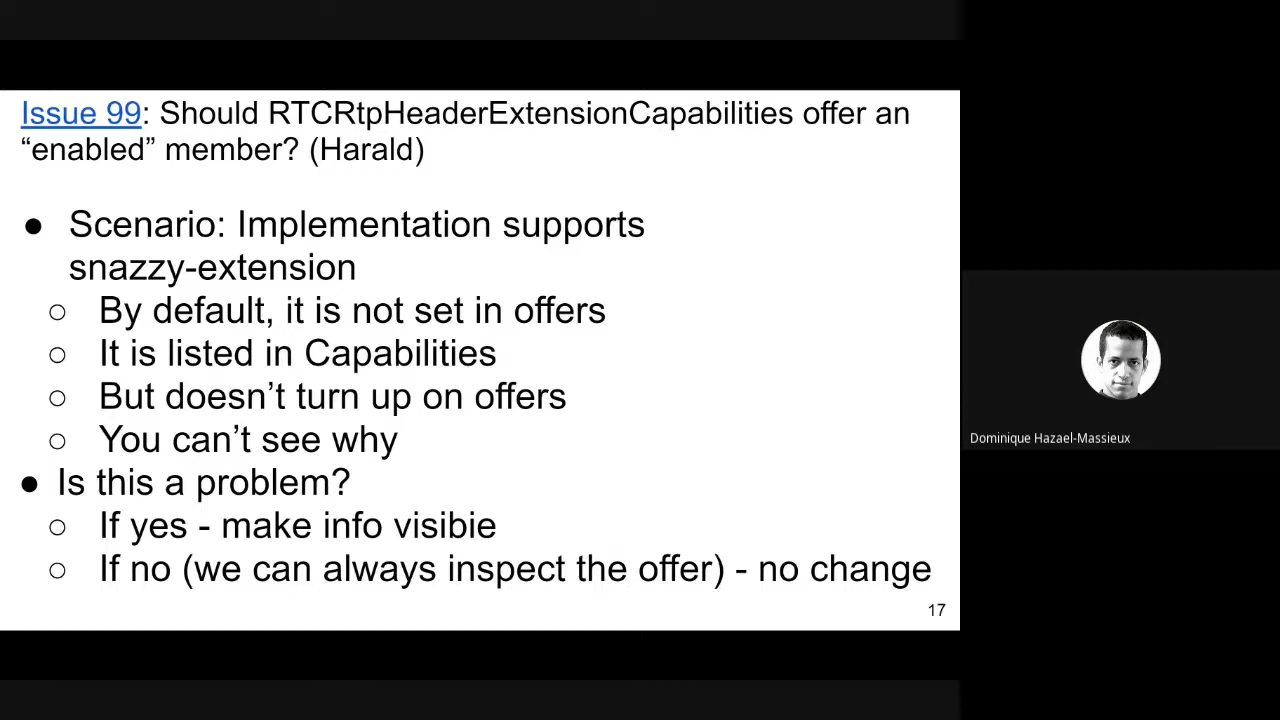 Issue 99: Should RTCRtpHeaderExtensionCapabilities offer an
“enabled” member? (Harald)
● Scenario: Implementation supports
snazzy-extension
○ By default, it is not set in offers
○ It is listed in Capabilities
○ But doesn’t turn up on offers
○ You can’t see why
● Is this a problem?
○ If yes - make info visibie
○ If no (we can always inspect the offer) - no change
17
Dominique Hazael-Massieux